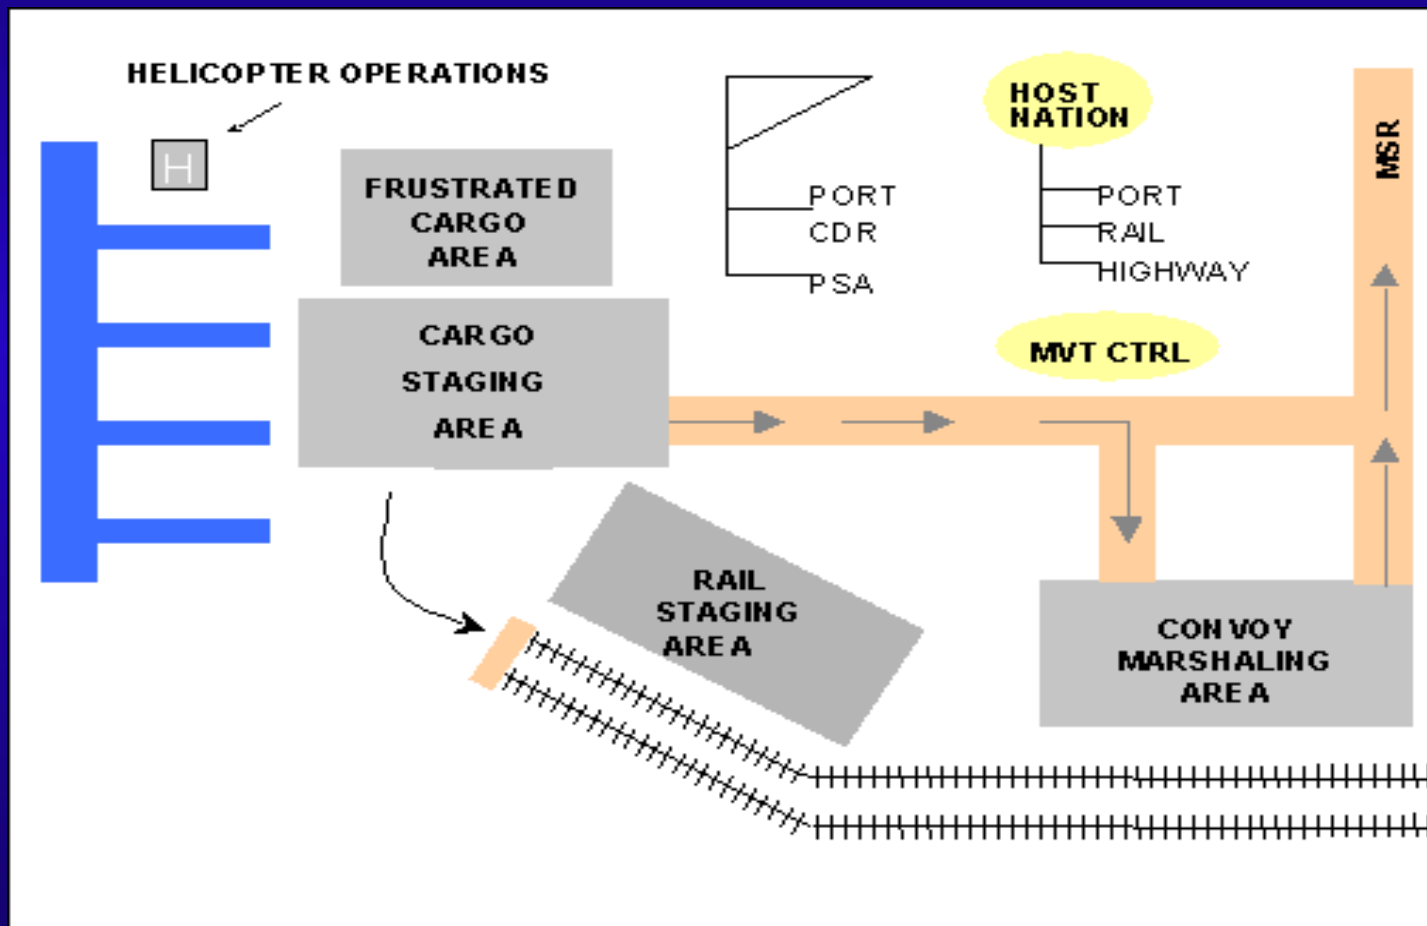 HELICOPTER OPERATIONS
H
FRUSTRATED
CARGO
AREA
CARGO
STAGING
AREA
PORT
CDR
PSA
HOST
NATION
PORT
RAIL
HIGHWAY
MSR
MVT CTRL
RAIL
STAGING
AREA
CONVOY
MARSHALING
AREA